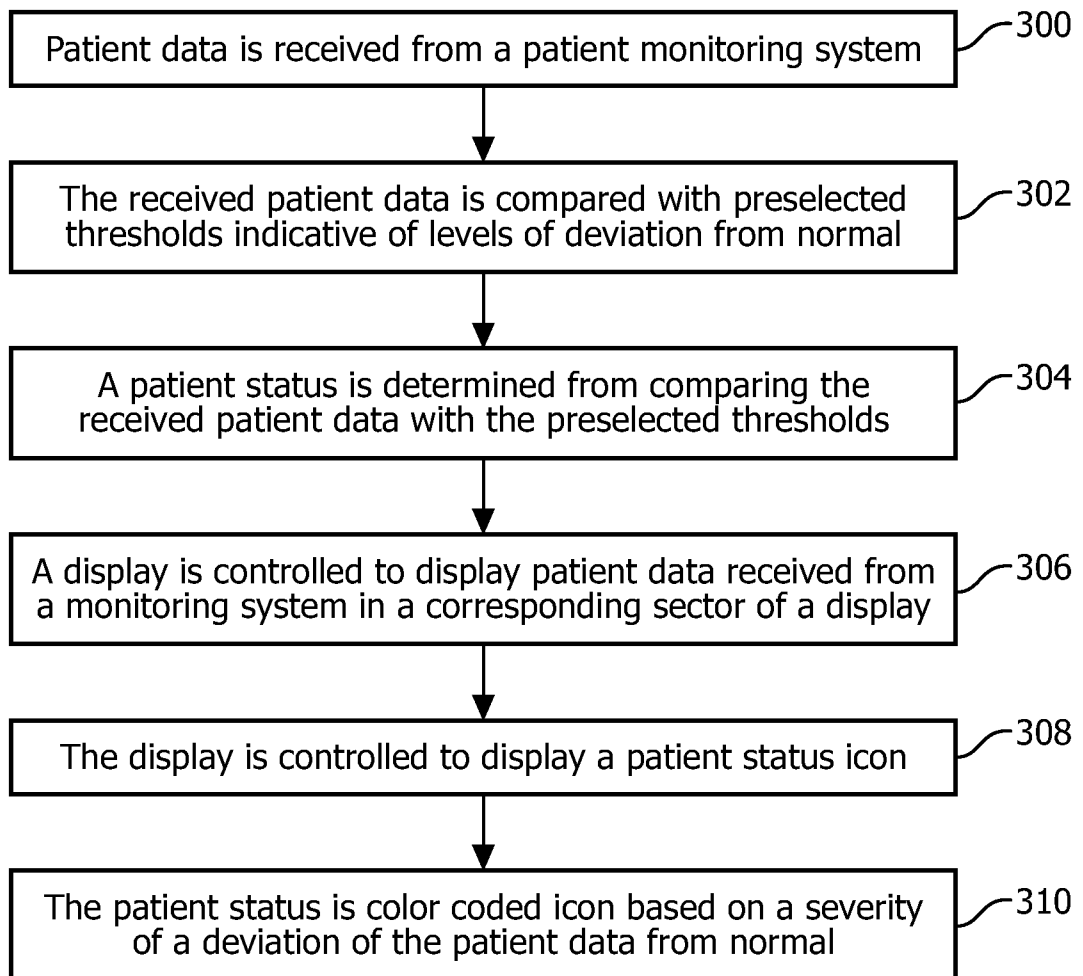 Patient data is received from a patient monitoring system
300
The received patient data is compared with preselected
thresholds indicative of levels of deviation from normal
302
A patient status is determined from comparing the
received patient data with the preselected thresholds
304
A display is controlled to display patient data received from
a monitoring system in a corresponding sector of a display
306
The display is controlled to display a patient status icon
308
The patient status is color coded icon based on a severity
of a deviation of the patient data from normal
310